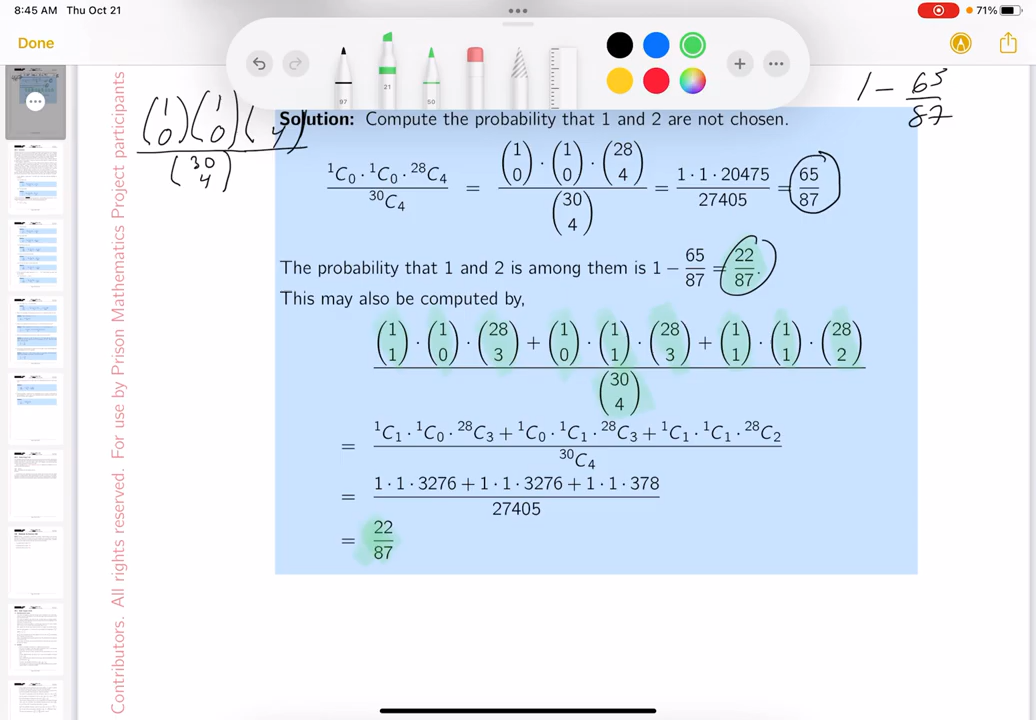 8:45 AM Thu Oct 21
71%
Done
97
21
50
Contributors. All rights reserved. For use by Prison Mathematics Project participants
(1 0)(1 0)( 4) / (30 4)
1 − 65/87
Solution: Compute the probability that 1 and 2 are not chosen.
¹C₀ · ¹C₀ · ²⁸C₄ / ³⁰C₄ = (1 0) · (1 0) · (28 4) / (30 4) = 1 · 1 · 20475 / 27405 = 65/87
The probability that 1 and 2 is among them is 1 − 65/87 = 22/87.
This may also be computed by,
(1 1) · (1 0) · (28 3) + (1 0) · (1 1) · (28 3) + (1 1) · (1 1) · (28 2) / (30 4)
= ¹C₁ · ¹C₀ · ²⁸C₃ + ¹C₀ · ¹C₁ · ²⁸C₃ + ¹C₁ · ¹C₁ · ²⁸C₂ / ³⁰C₄
= 1 · 1 · 3276 + 1 · 1 · 3276 + 1 · 1 · 378 / 27405
= 22/87